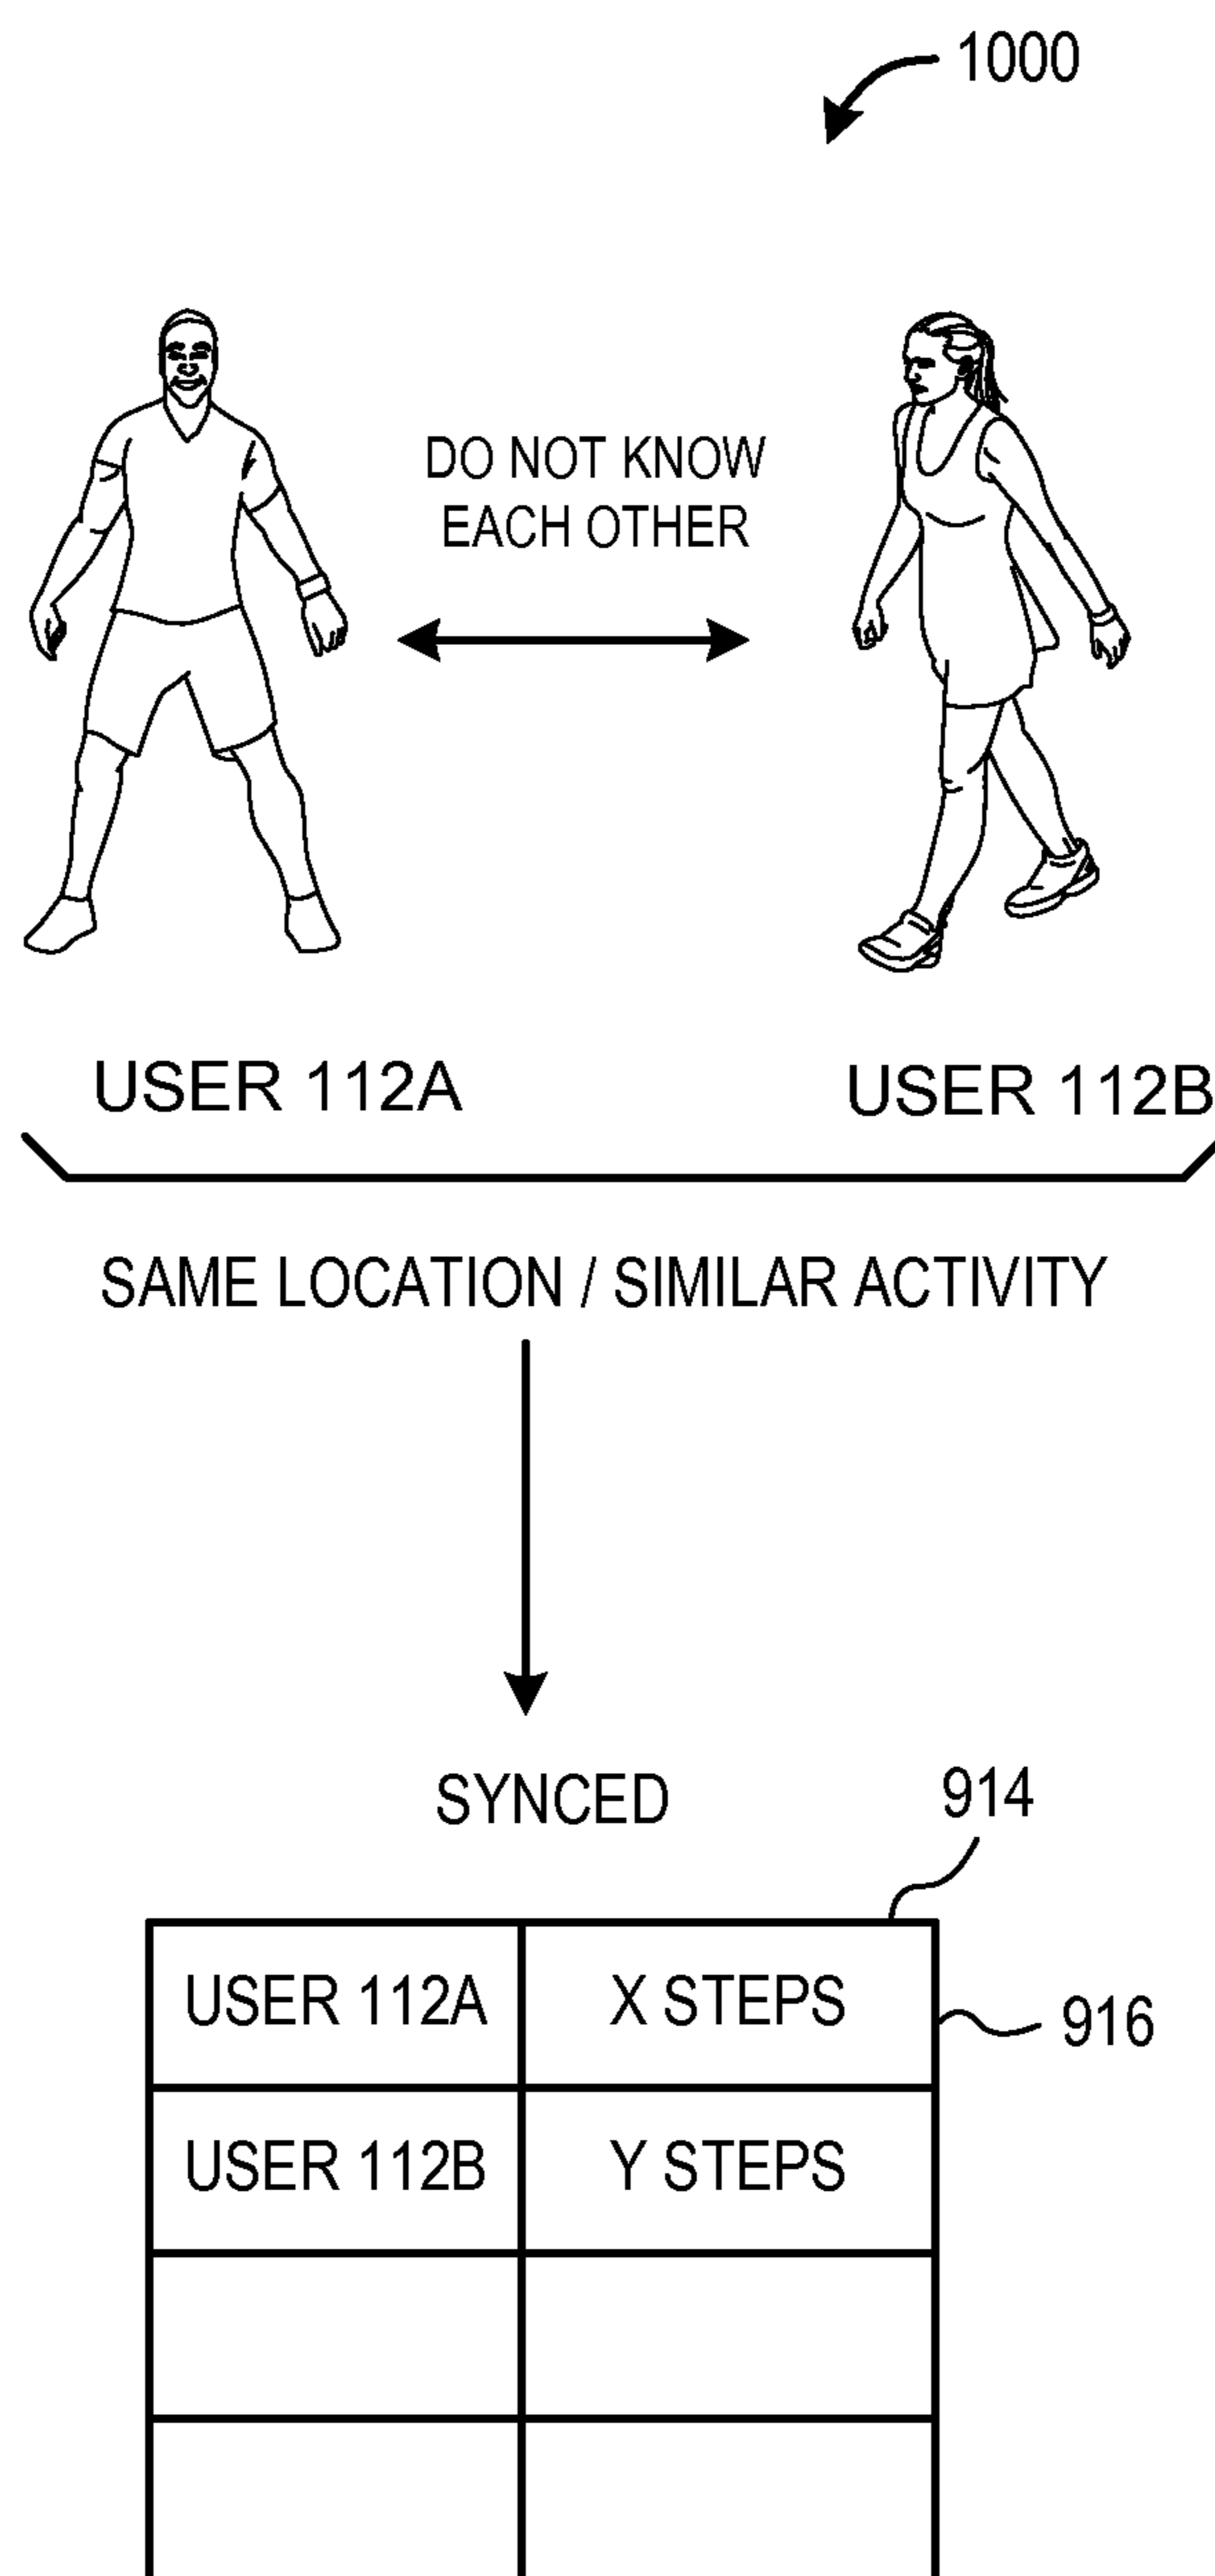 1000
DO NOT KNOW
EACH OTHER
USER 112A
USER 112B
SAME LOCATION / SIMILAR ACTIVITY
SYNCED
914
USER 112A X STEPS
916
USER 112B Y STEPS